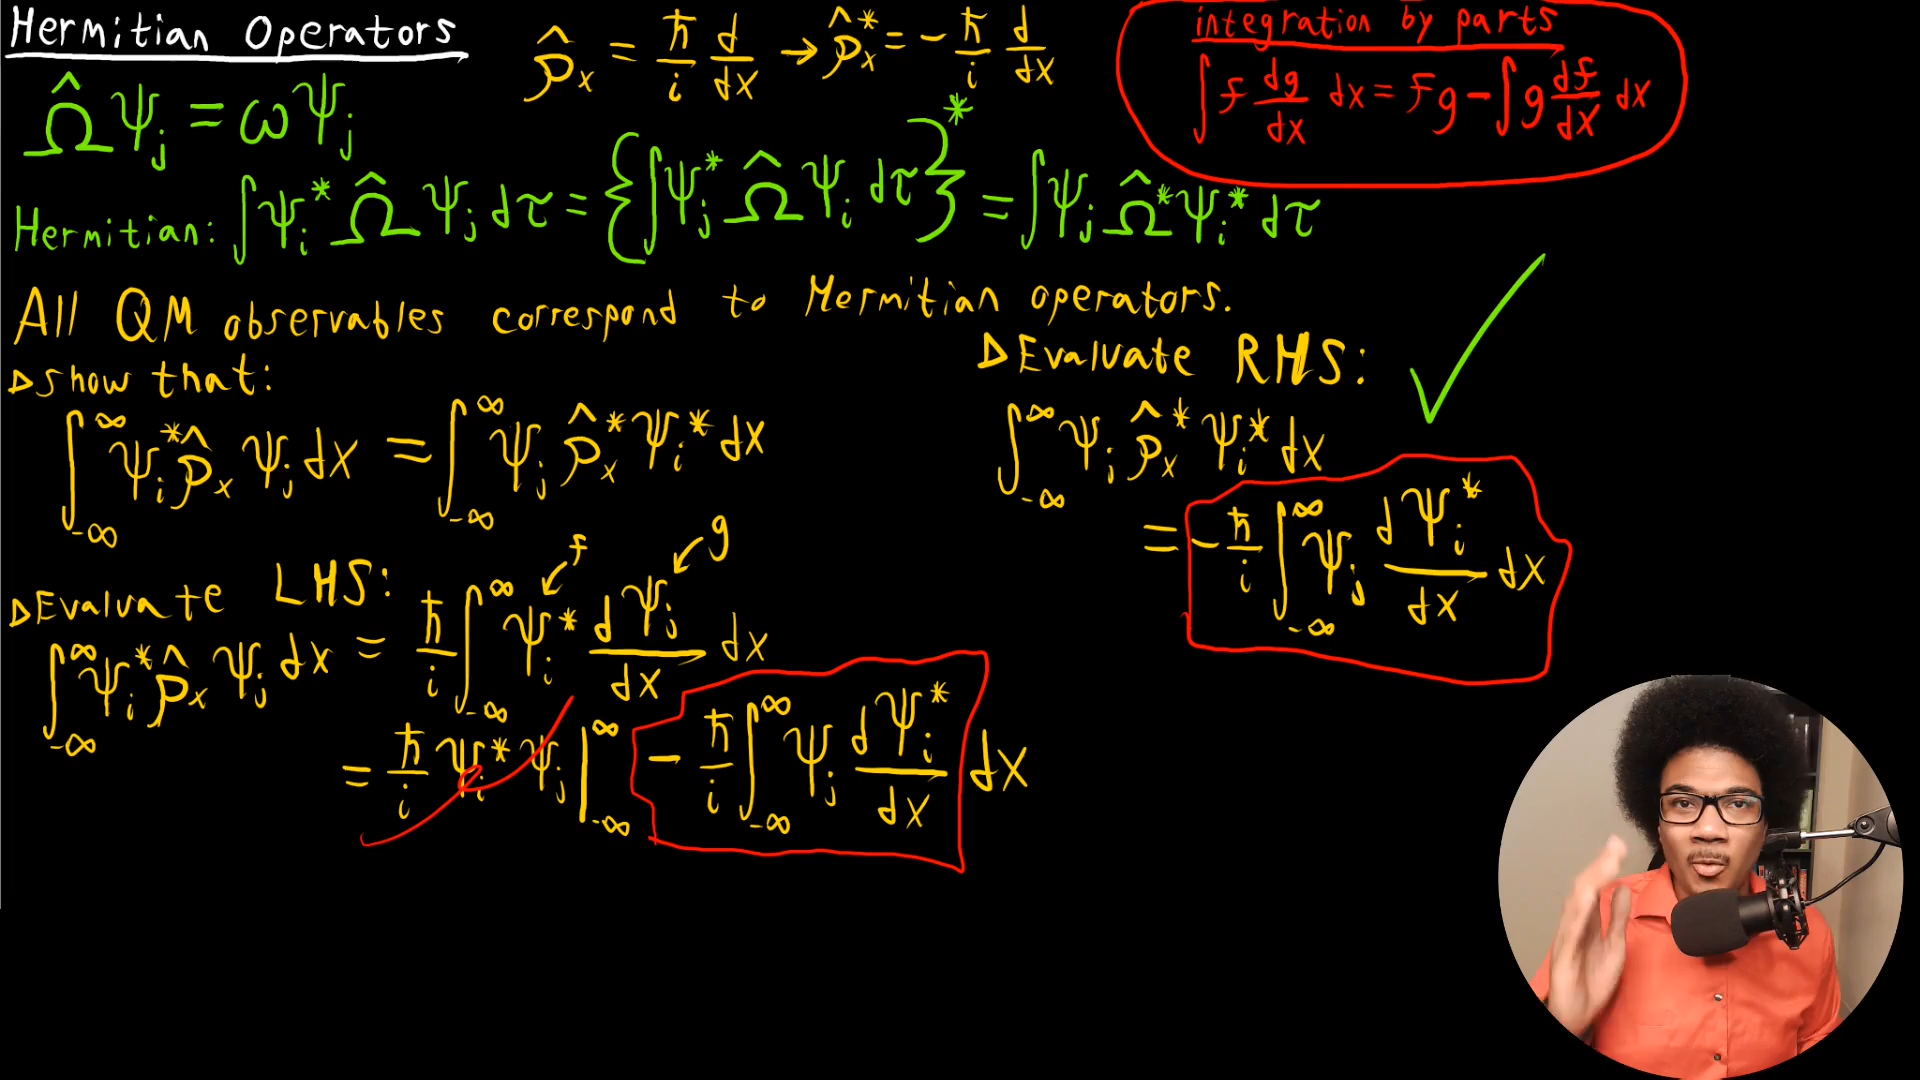 Hermitian Operators
p̂ₓ = ħ/i d/dx → p̂ₓ* = - ħ/i d/dx
integration by parts
∫ f dg/dx dx = fg - ∫ g df/dx dx
Ω̂ Ψⱼ = ω Ψⱼ
Hermitian: ∫ Ψᵢ* Ω̂ Ψⱼ dτ = {∫ Ψⱼ* Ω̂ Ψᵢ dτ}* = ∫ Ψⱼ Ω̂* Ψᵢ* dτ
All QM observables correspond to Hermitian operators.
▷ Show that:
∫_{-∞}^{∞} Ψᵢ* p̂ₓ Ψⱼ dx = ∫_{-∞}^{∞} Ψⱼ p̂ₓ* Ψᵢ* dx
▷ Evaluate LHS:
f g
∫_{-∞}^{∞} Ψᵢ* p̂ₓ Ψⱼ dx = ħ/i ∫_{-∞}^{∞} Ψᵢ* dΨⱼ/dx dx
= ħ/i Ψᵢ* Ψⱼ |_{-∞}^{∞} - ħ/i ∫_{-∞}^{∞} Ψⱼ dΨᵢ*/dx dx
▷ Evaluate RHS: ✓
∫_{-∞}^{∞} Ψⱼ p̂ₓ* Ψᵢ* dx
= - ħ/i ∫_{-∞}^{∞} Ψⱼ dΨᵢ*/dx dx